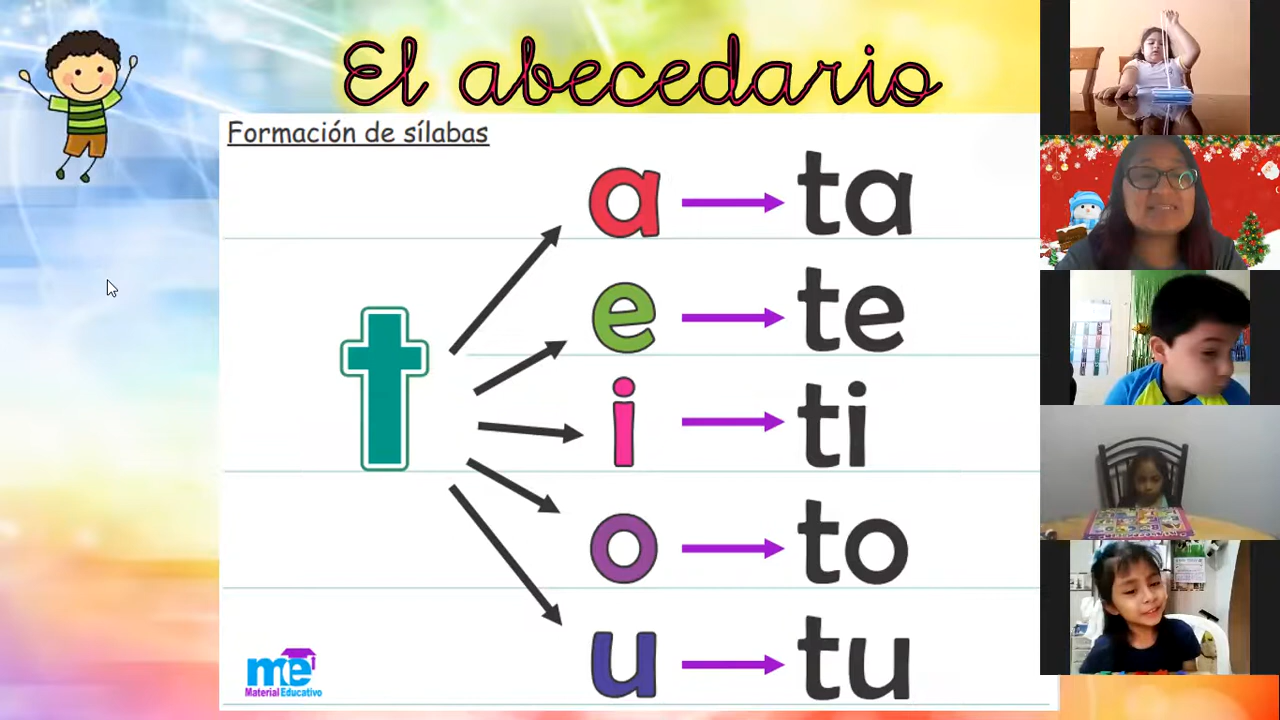 El abecedario
Formación de sílabas
t
a ta
e te
i ti
o to
u tu
me
Material Educativo